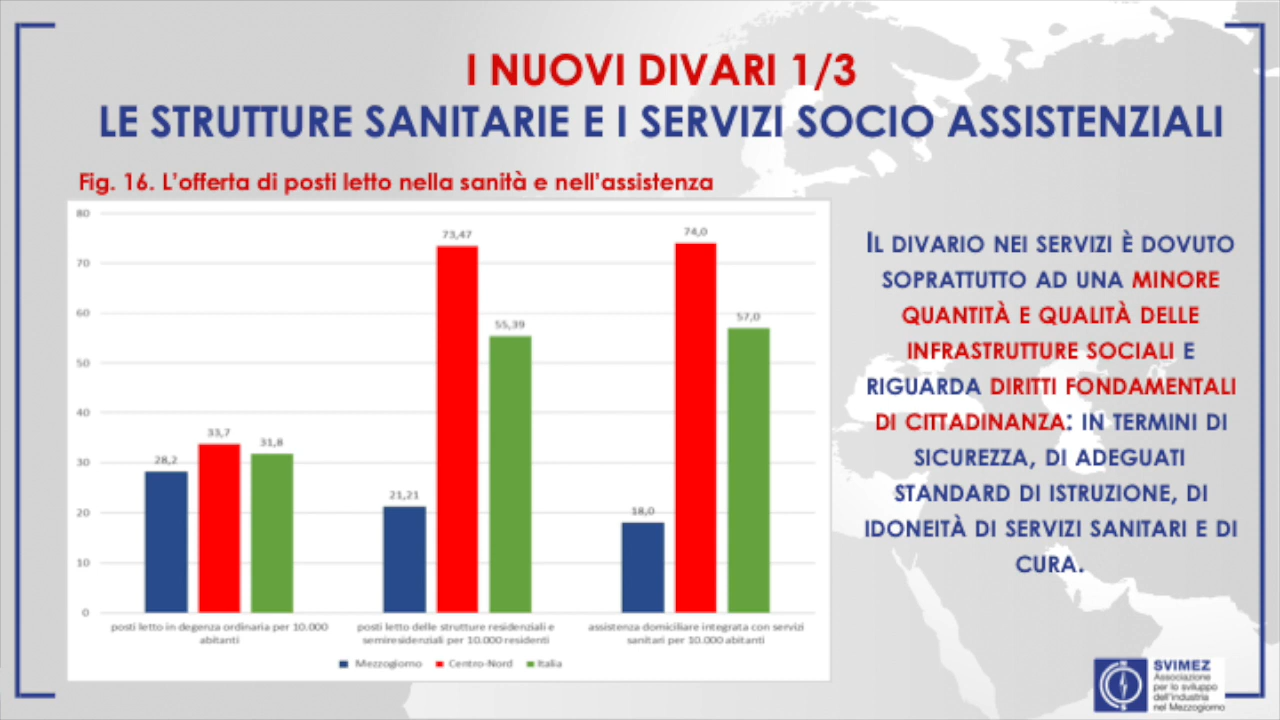 I NUOVI DIVARI 1/3
LE STRUTTURE SANITARIE E I SERVIZI SOCIO ASSISTENZIALI
Fig. 16. L'offerta di posti letto nella sanità e nell'assistenza
80
70
60
50
40
30
20
10
0
28,2
33,7
31,8
21,21
73,47
55,39
18,0
74,0
57,0
posti letto in degenza ordinaria per 10.000
abitanti
posti letto delle strutture residenziali e
semiresidenziali per 10.000 residenti
assistenza domiciliare integrata con servizi
sanitari per 10.000 abitanti
Mezzogiorno Centro-Nord Italia
IL DIVARIO NEI SERVIZI È DOVUTO
SOPRATTUTTO AD UNA MINORE
QUANTITÀ E QUALITÀ DELLE
INFRASTRUTTURE SOCIALI E
RIGUARDA DIRITTI FONDAMENTALI
DI CITTADINANZA: IN TERMINI DI
SICUREZZA, DI ADEGUATI
STANDARD DI ISTRUZIONE, DI
IDONEITÀ DI SERVIZI SANITARI E DI
CURA.
SVIMEZ
Associazione
per lo sviluppo
dell'industria
nel Mezzogiorno